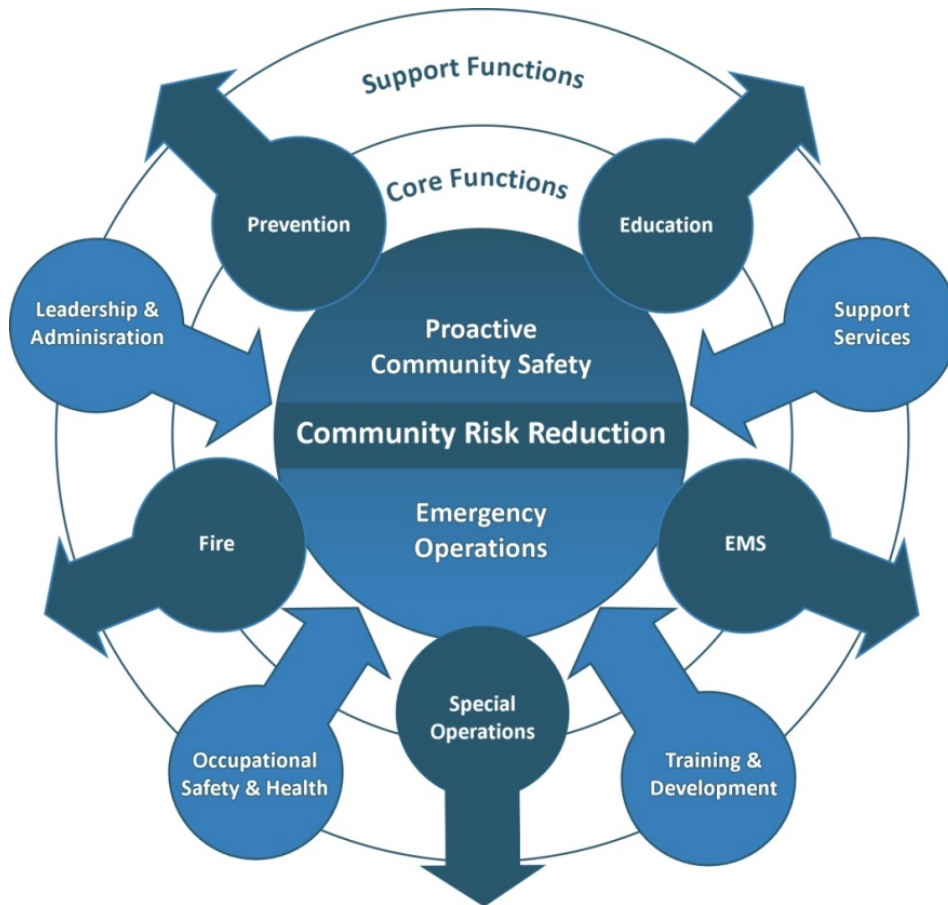 Support Functions
Core Functions
Prevention
Education
Leadership &
Adminisration
Support
Services
Proactive
Community Safety
Community Risk Reduction
Emergency
Operations
Fire
EMS
Special
Operations
Occupational
Safety & Health
Training &
Development